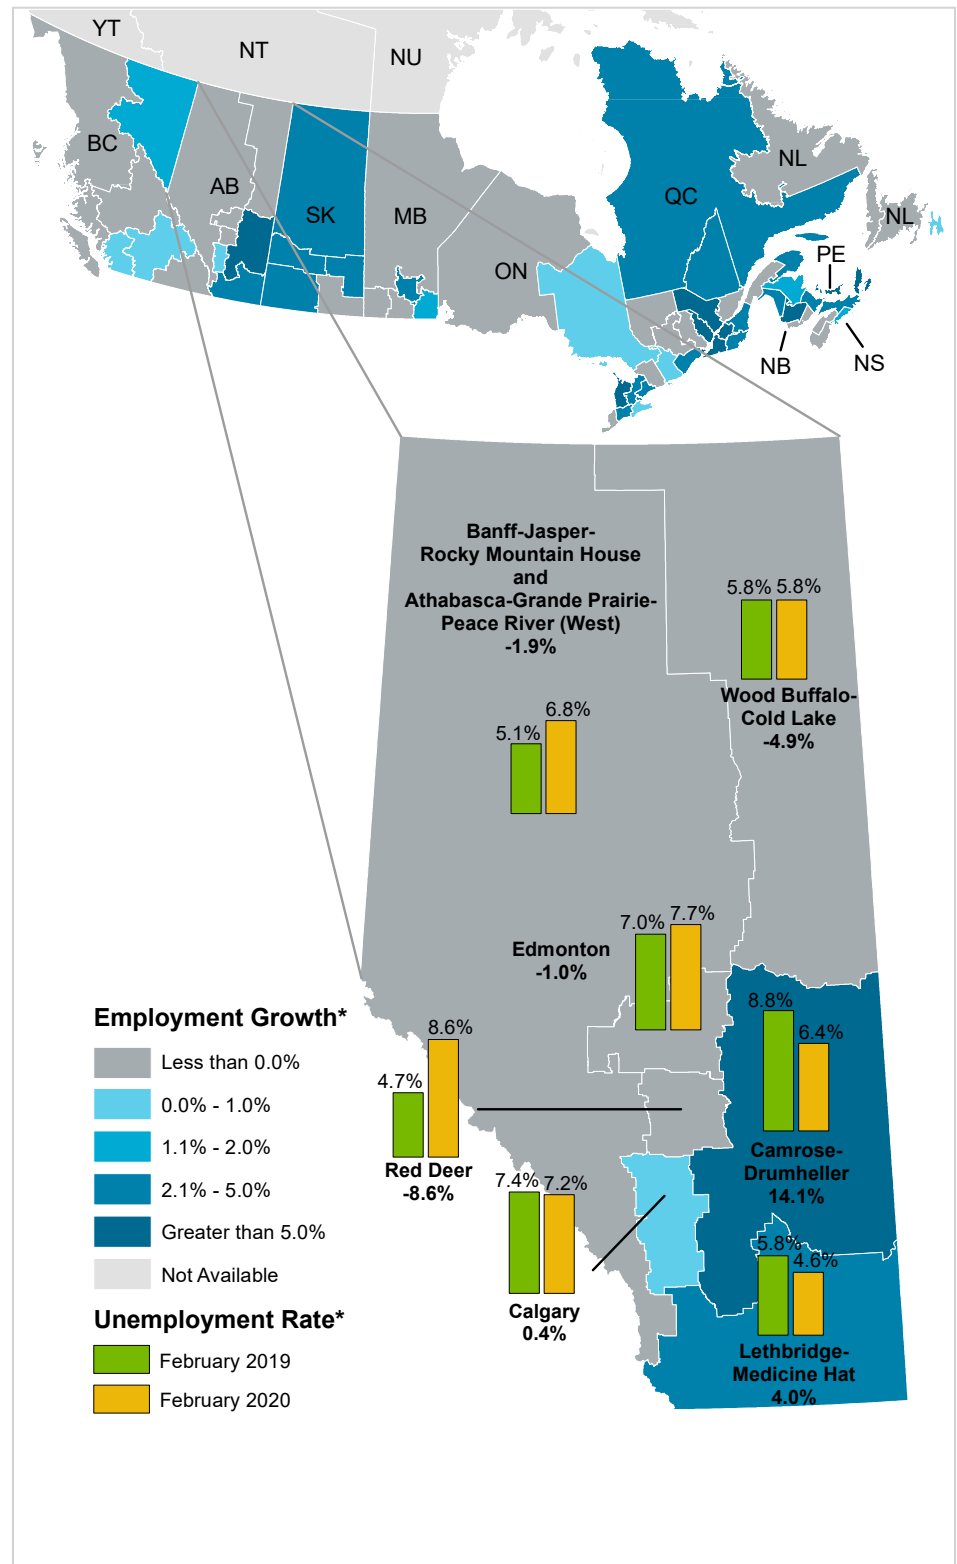 YT
NT
NU
BC
AB
SK
MB
ON
QC
NL
NL
PE
NB
NS
Banff-Jasper-
Rocky Mountain House
and
Athabasca-Grande Prairie-
Peace River (West)
-1.9%
5.1%
6.8%
5.8%
5.8%
Wood Buffalo-
Cold Lake
-4.9%
Edmonton
-1.0%
7.0%
7.7%
8.8%
6.4%
Camrose-
Drumheller
14.1%
4.7%
8.6%
Red Deer
-8.6%
7.4%
7.2%
Calgary
0.4%
5.8%
4.6%
Lethbridge-
Medicine Hat
4.0%
Employment Growth*
Less than 0.0%
0.0% - 1.0%
1.1% - 2.0%
2.1% - 5.0%
Greater than 5.0%
Not Available
Unemployment Rate*
February 2019
February 2020